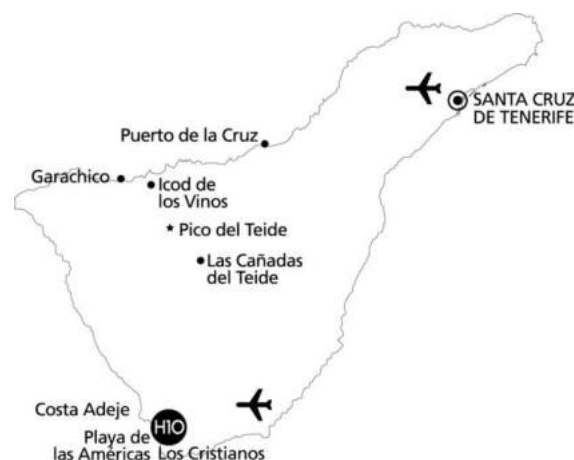 SANTA CRUZ
DE TENERIFE
Puerto de la Cruz
Garachico
Icod de
los Vinos
Pico del Teide
Las Cañadas
del Teide
Costa Adeje
H10
Playa de
las Américas
Los Cristianos